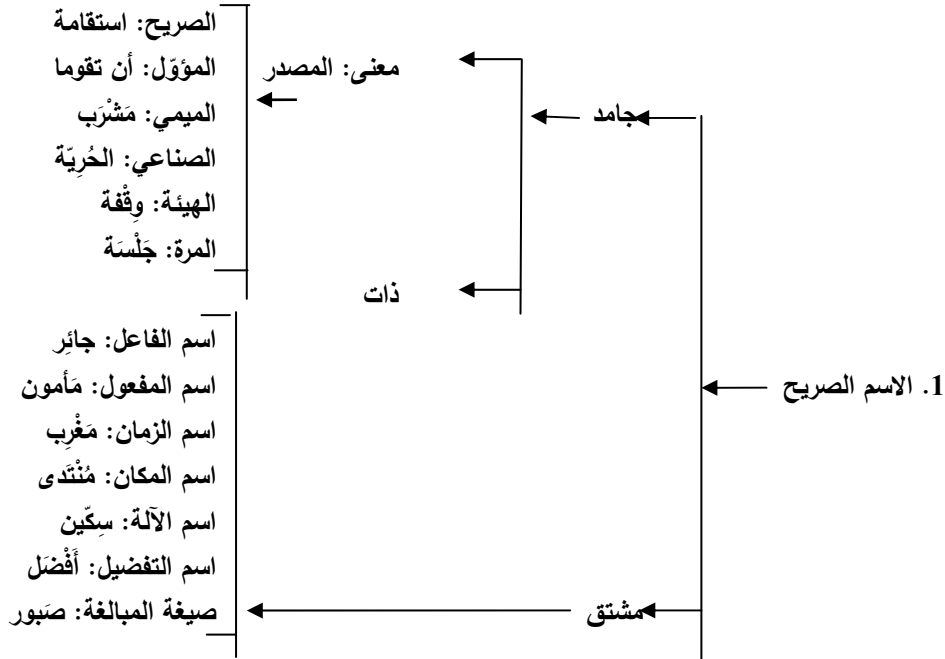 الصريح: استقامة
معنى: المصدر
المؤوّل: أن تقوما
الميمي: مَشْرَب
جامد
الصناعي: الحُرِيّة
الهيئة: وِقْفة
المرة: جَلْسَة
ذات
اسم الفاعل: جائِر
1. الاسم الصريح
اسم المفعول: مَأمون
اسم الزمان: مَغْرِب
اسم المكان: مُنْتَدى
اسم الآلة: سِكّين
اسم التفضيل: أَفْضَل
مشتق
صيغة المبالغة: صَبور